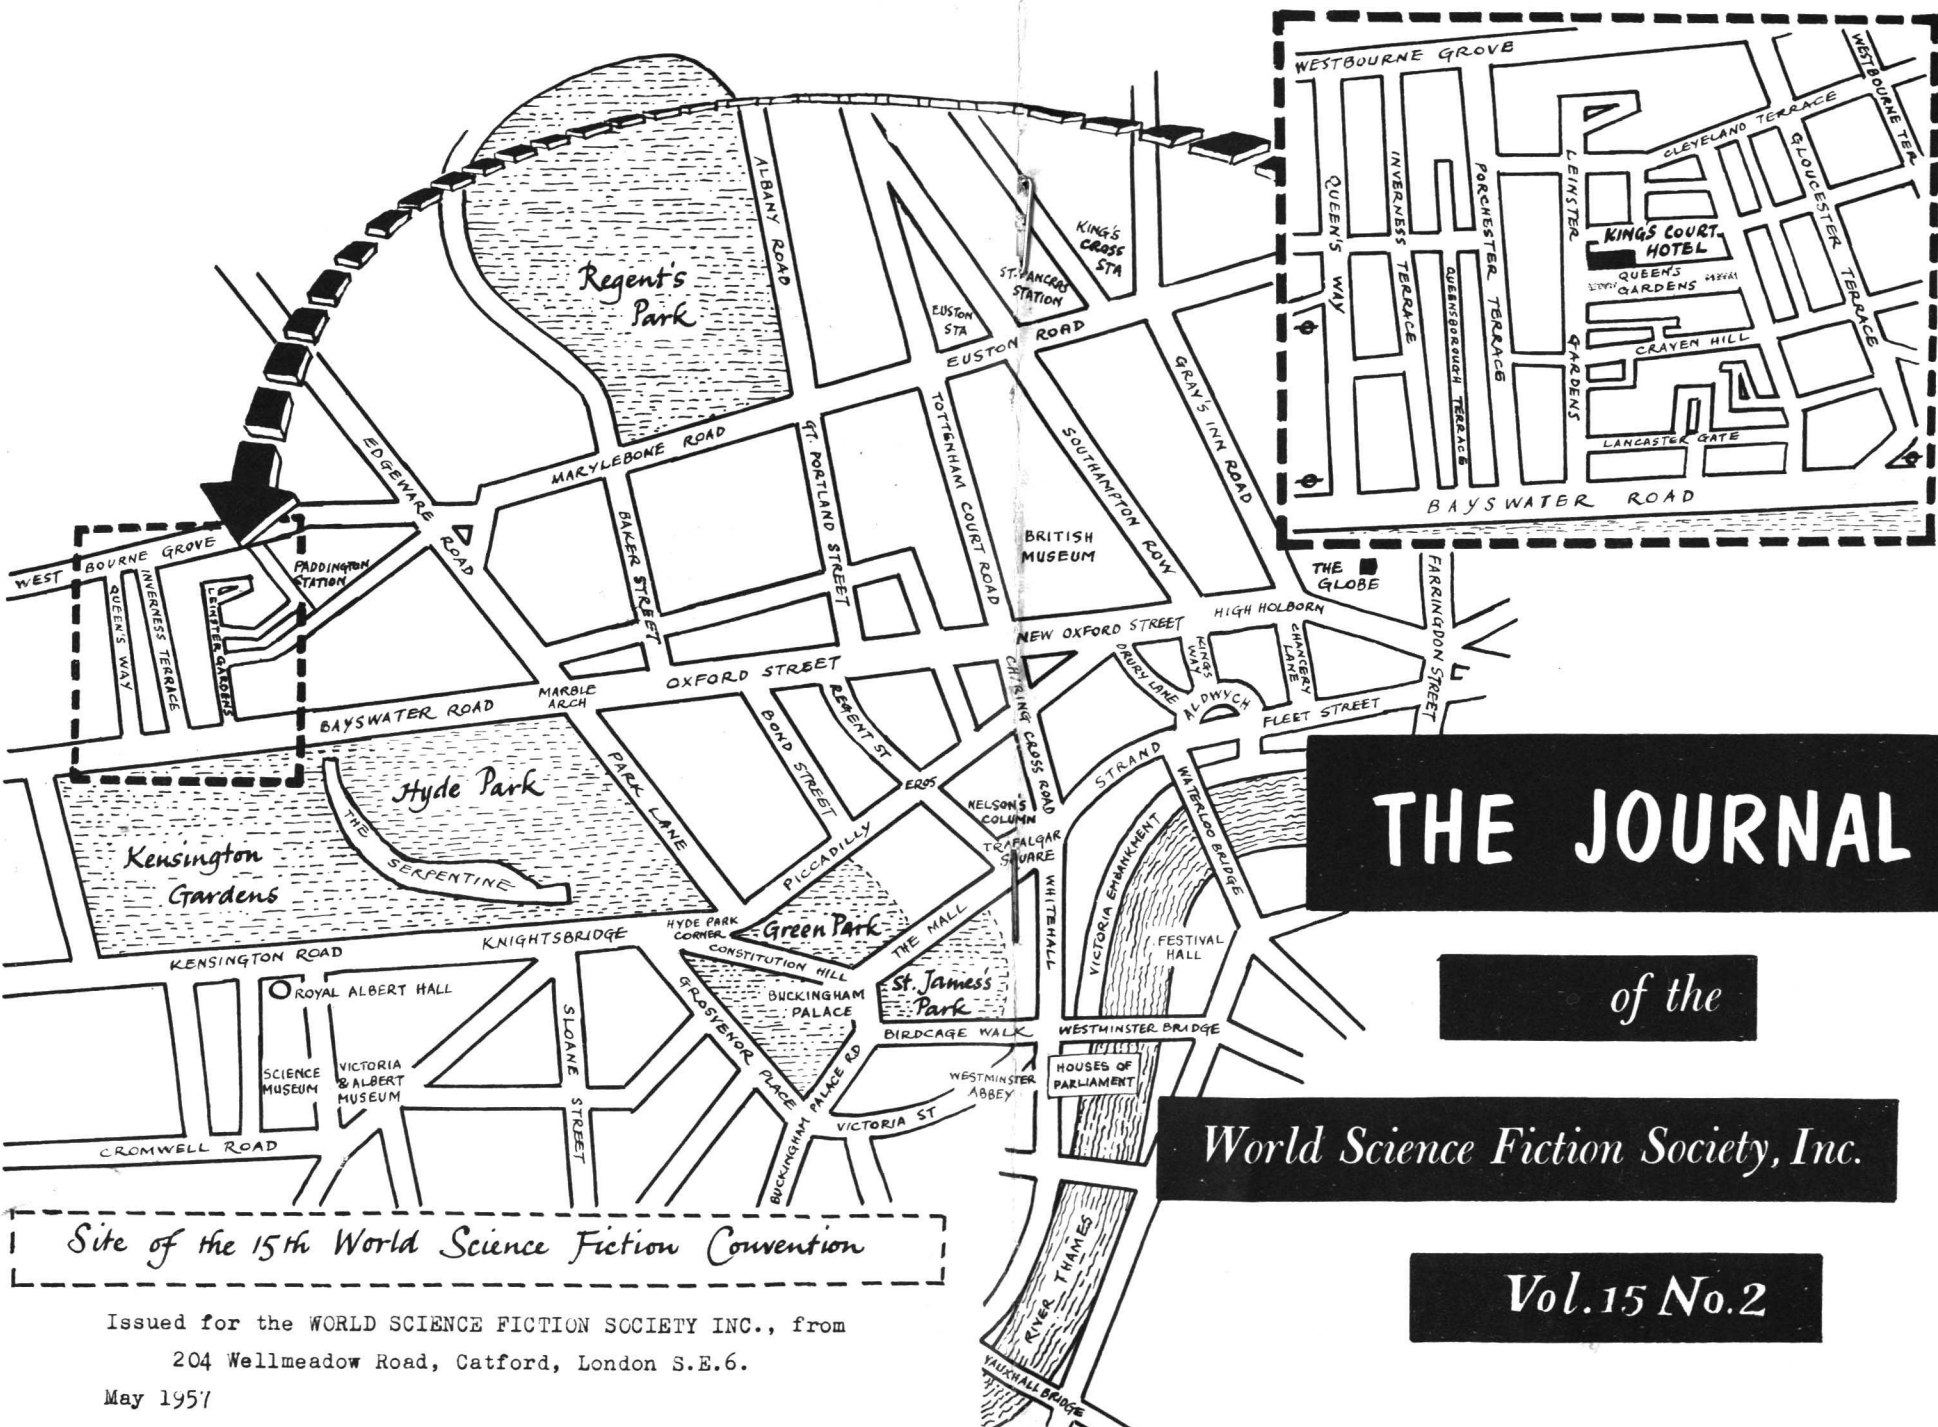 WESTBOURNE GROVE
WESTBOURNE TER
CLEVELAND TERRACE
GLOUCESTER TERRACE
QUEEN'S WAY
INVERNESS TERRACE
QUEENSBOROUGH TERRACE
PORCHESTER TERRACE
LEINSTER GARDENS
KINGS COURT
HOTEL
QUEEN'S
GARDENS
CRAVEN HILL
LANCASTER GATE
BAYSWATER ROAD
Regent's
Park
ALBANY ROAD
KING'S
CROSS
STA
ST. PANCRAS
STATION
EUSTON
STA
EUSTON ROAD
EDGEWARE ROAD
MARYLEBONE ROAD
GT. PORTLAND STREET
TOTTENHAM COURT ROAD
SOUTHAMPTON ROW
GRAY'S INN ROAD
BAKER STREET
BRITISH
MUSEUM
THE
GLOBE
FARRINGDON STREET
WEST BOURNE GROVE
PADDINGTON
STATION
QUEEN'S WAY
INVERNESS TERRACE
LEINSTER GARDENS
HIGH HOLBORN
NEW OXFORD STREET
DRURY LANE
KINGS
WAY
CHANCERY
LANE
ALDWYCH
FLEET STREET
OXFORD STREET
MARBLE
ARCH
BAYSWATER ROAD
CHARING CROSS ROAD
REGENT ST
BOND STREET
PARK LANE
EROS
STRAND
WATERLOO BRIDGE
NELSON'S
COLUMN
TRAFALGAR
SQUARE
Hyde Park
THE SERPENTINE
Kensington
Gardens
PICCADILLY
VICTORIA EMBANKMENT
WHITEHALL
THE JOURNAL
HYDE PARK
CORNER
Green Park
THE MALL
CONSTITUTION HILL
KNIGHTSBRIDGE
KENSINGTON ROAD
FESTIVAL
HALL
St. James's
Park
BUCKINGHAM
PALACE
ROYAL ALBERT HALL
GROSVENOR PLACE
SLOANE STREET
BIRDCAGE WALK
WESTMINSTER BRIDGE
of the
HOUSES OF
PARLIAMENT
WESTMINSTER
ABBEY
SCIENCE
MUSEUM
VICTORIA
& ALBERT
MUSEUM
BUCKINGHAM PALACE RD
VICTORIA ST
CROMWELL ROAD
World Science Fiction Society, Inc.
RIVER THAMES
VAUXHALL BRIDGE
Site of the 15th World Science Fiction Convention
Vol.15 No.2
Issued for the WORLD SCIENCE FICTION SOCIETY INC., from
204 Wellmeadow Road, Catford, London S.E.6.
May 1957